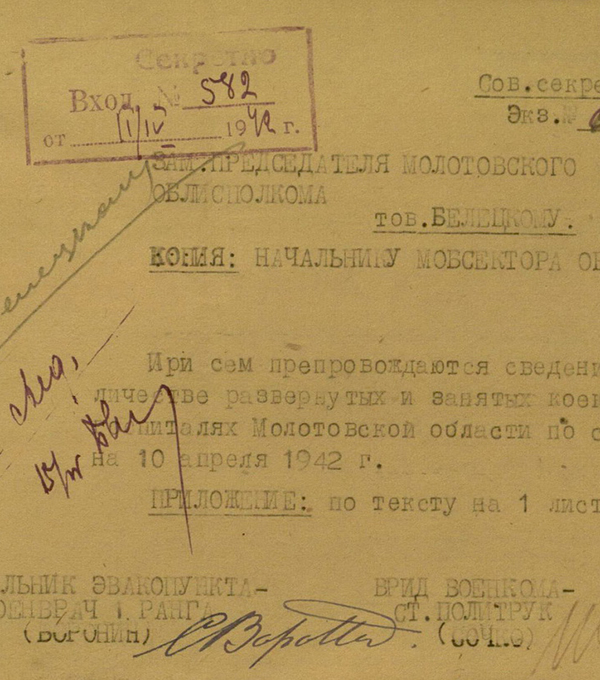 Секретно
Вход. № 582
от 11/IV 1942 г.
Сов.секре
Экз.№
ЗАМ.ПРЕДСЕДАТЕЛЯ МОЛОТОВСКОГО
ОБЛИСПОЛКОМА
тов.БЕЛЕЦКОМУ.
КОПИЯ: НАЧАЛЬНИКУ МОБСЕКТОРА ОБ
При сем препровождаются сведени
личестве развернутых и занятых коек
питалях Молотовской области по с
на 10 апреля 1942 г.
ПРИЛОЖЕНИЕ: по тексту на 1 лист
ЛЬНИК ЭВАКОПУНКТА-
ОЕНВРАЧ 1 РАНГА
(ВОРОНИН)
ВРИД ВОЕНКОМА-
СТ.ПОЛИТРУК